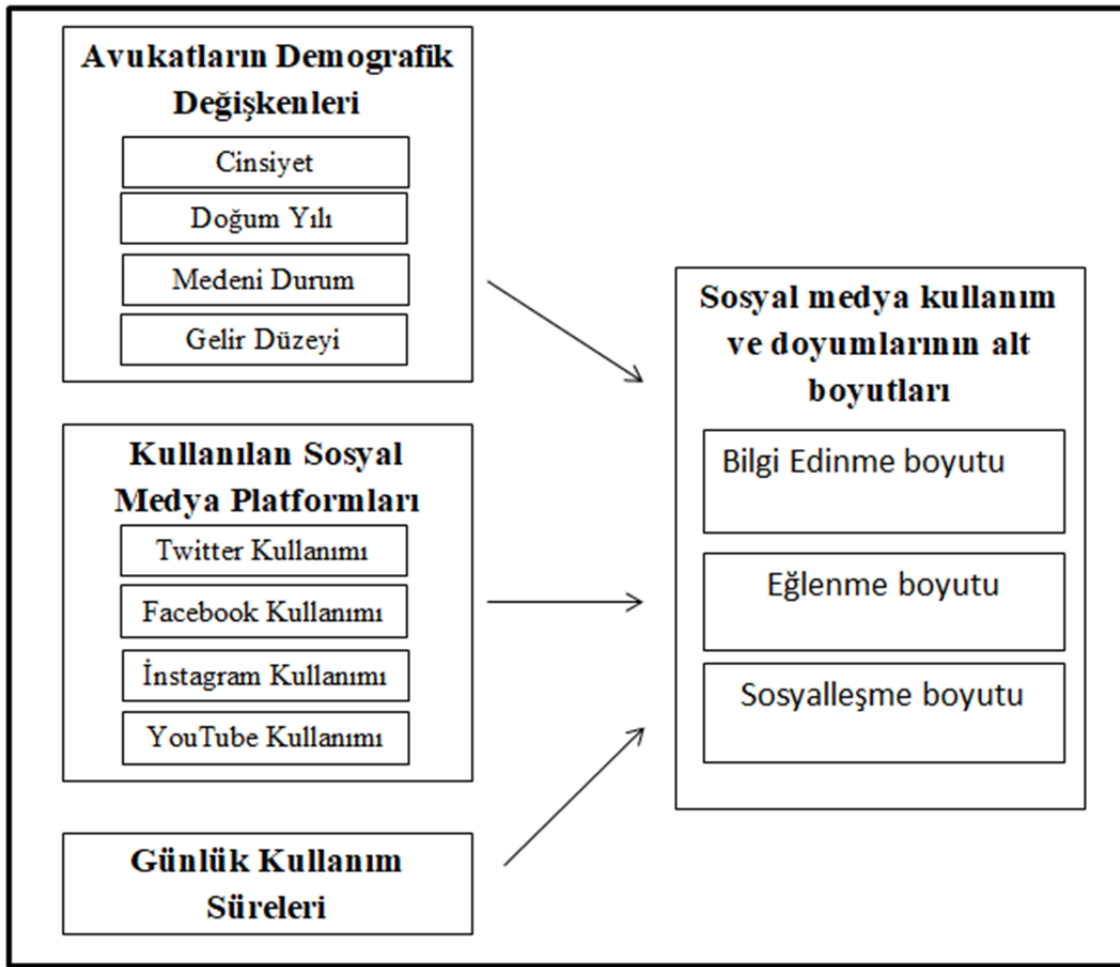 Avukatların Demografik
Değişkenleri
Cinsiyet
Doğum Yılı
Medeni Durum
Gelir Düzeyi
Kullanılan Sosyal
Medya Platformları
Twitter Kullanımı
Facebook Kullanımı
İnstagram Kullanımı
YouTube Kullanımı
Günlük Kullanım
Süreleri
Sosyal medya kullanım
ve doyumlarının alt
boyutları
Bilgi Edinme boyutu
Eğlenme boyutu
Sosyalleşme boyutu